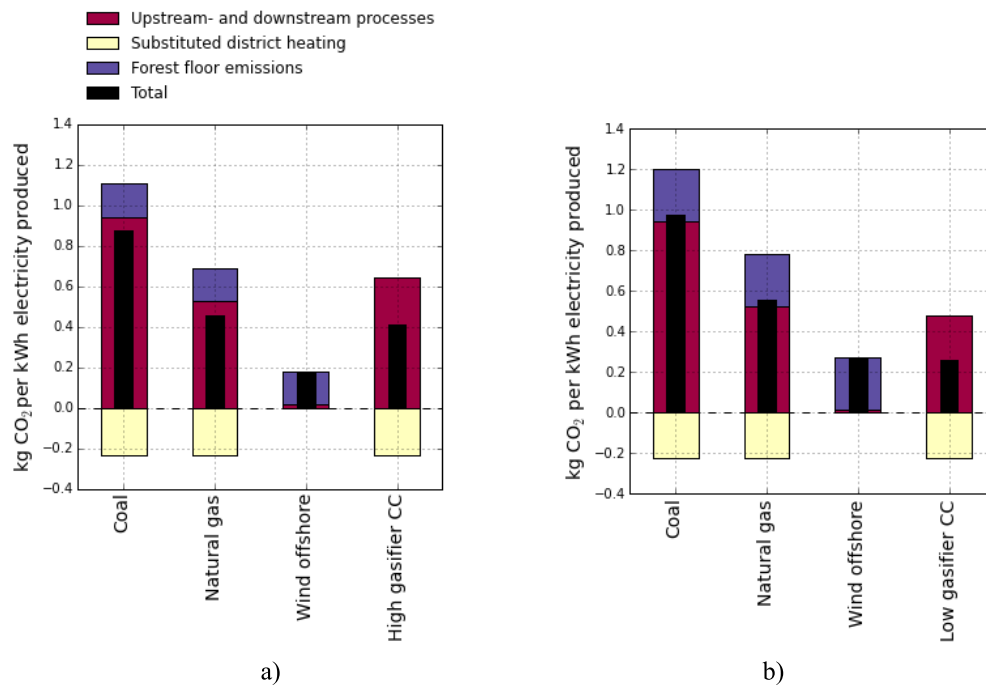 Upstream- and downstream processes
Substituted district heating
Forest floor emissions
Total
kg CO₂ per kWh electricity produced
1.4
1.2
1.0
0.8
0.6
0.4
0.2
0.0
−0.2
−0.4
Coal
Natural gas
Wind offshore
High gasifier CC
a)
kg CO₂ per kWh electricity produced
1.4
1.2
1.0
0.8
0.6
0.4
0.2
0.0
−0.2
−0.4
Coal
Natural gas
Wind offshore
Low gasifier CC
b)